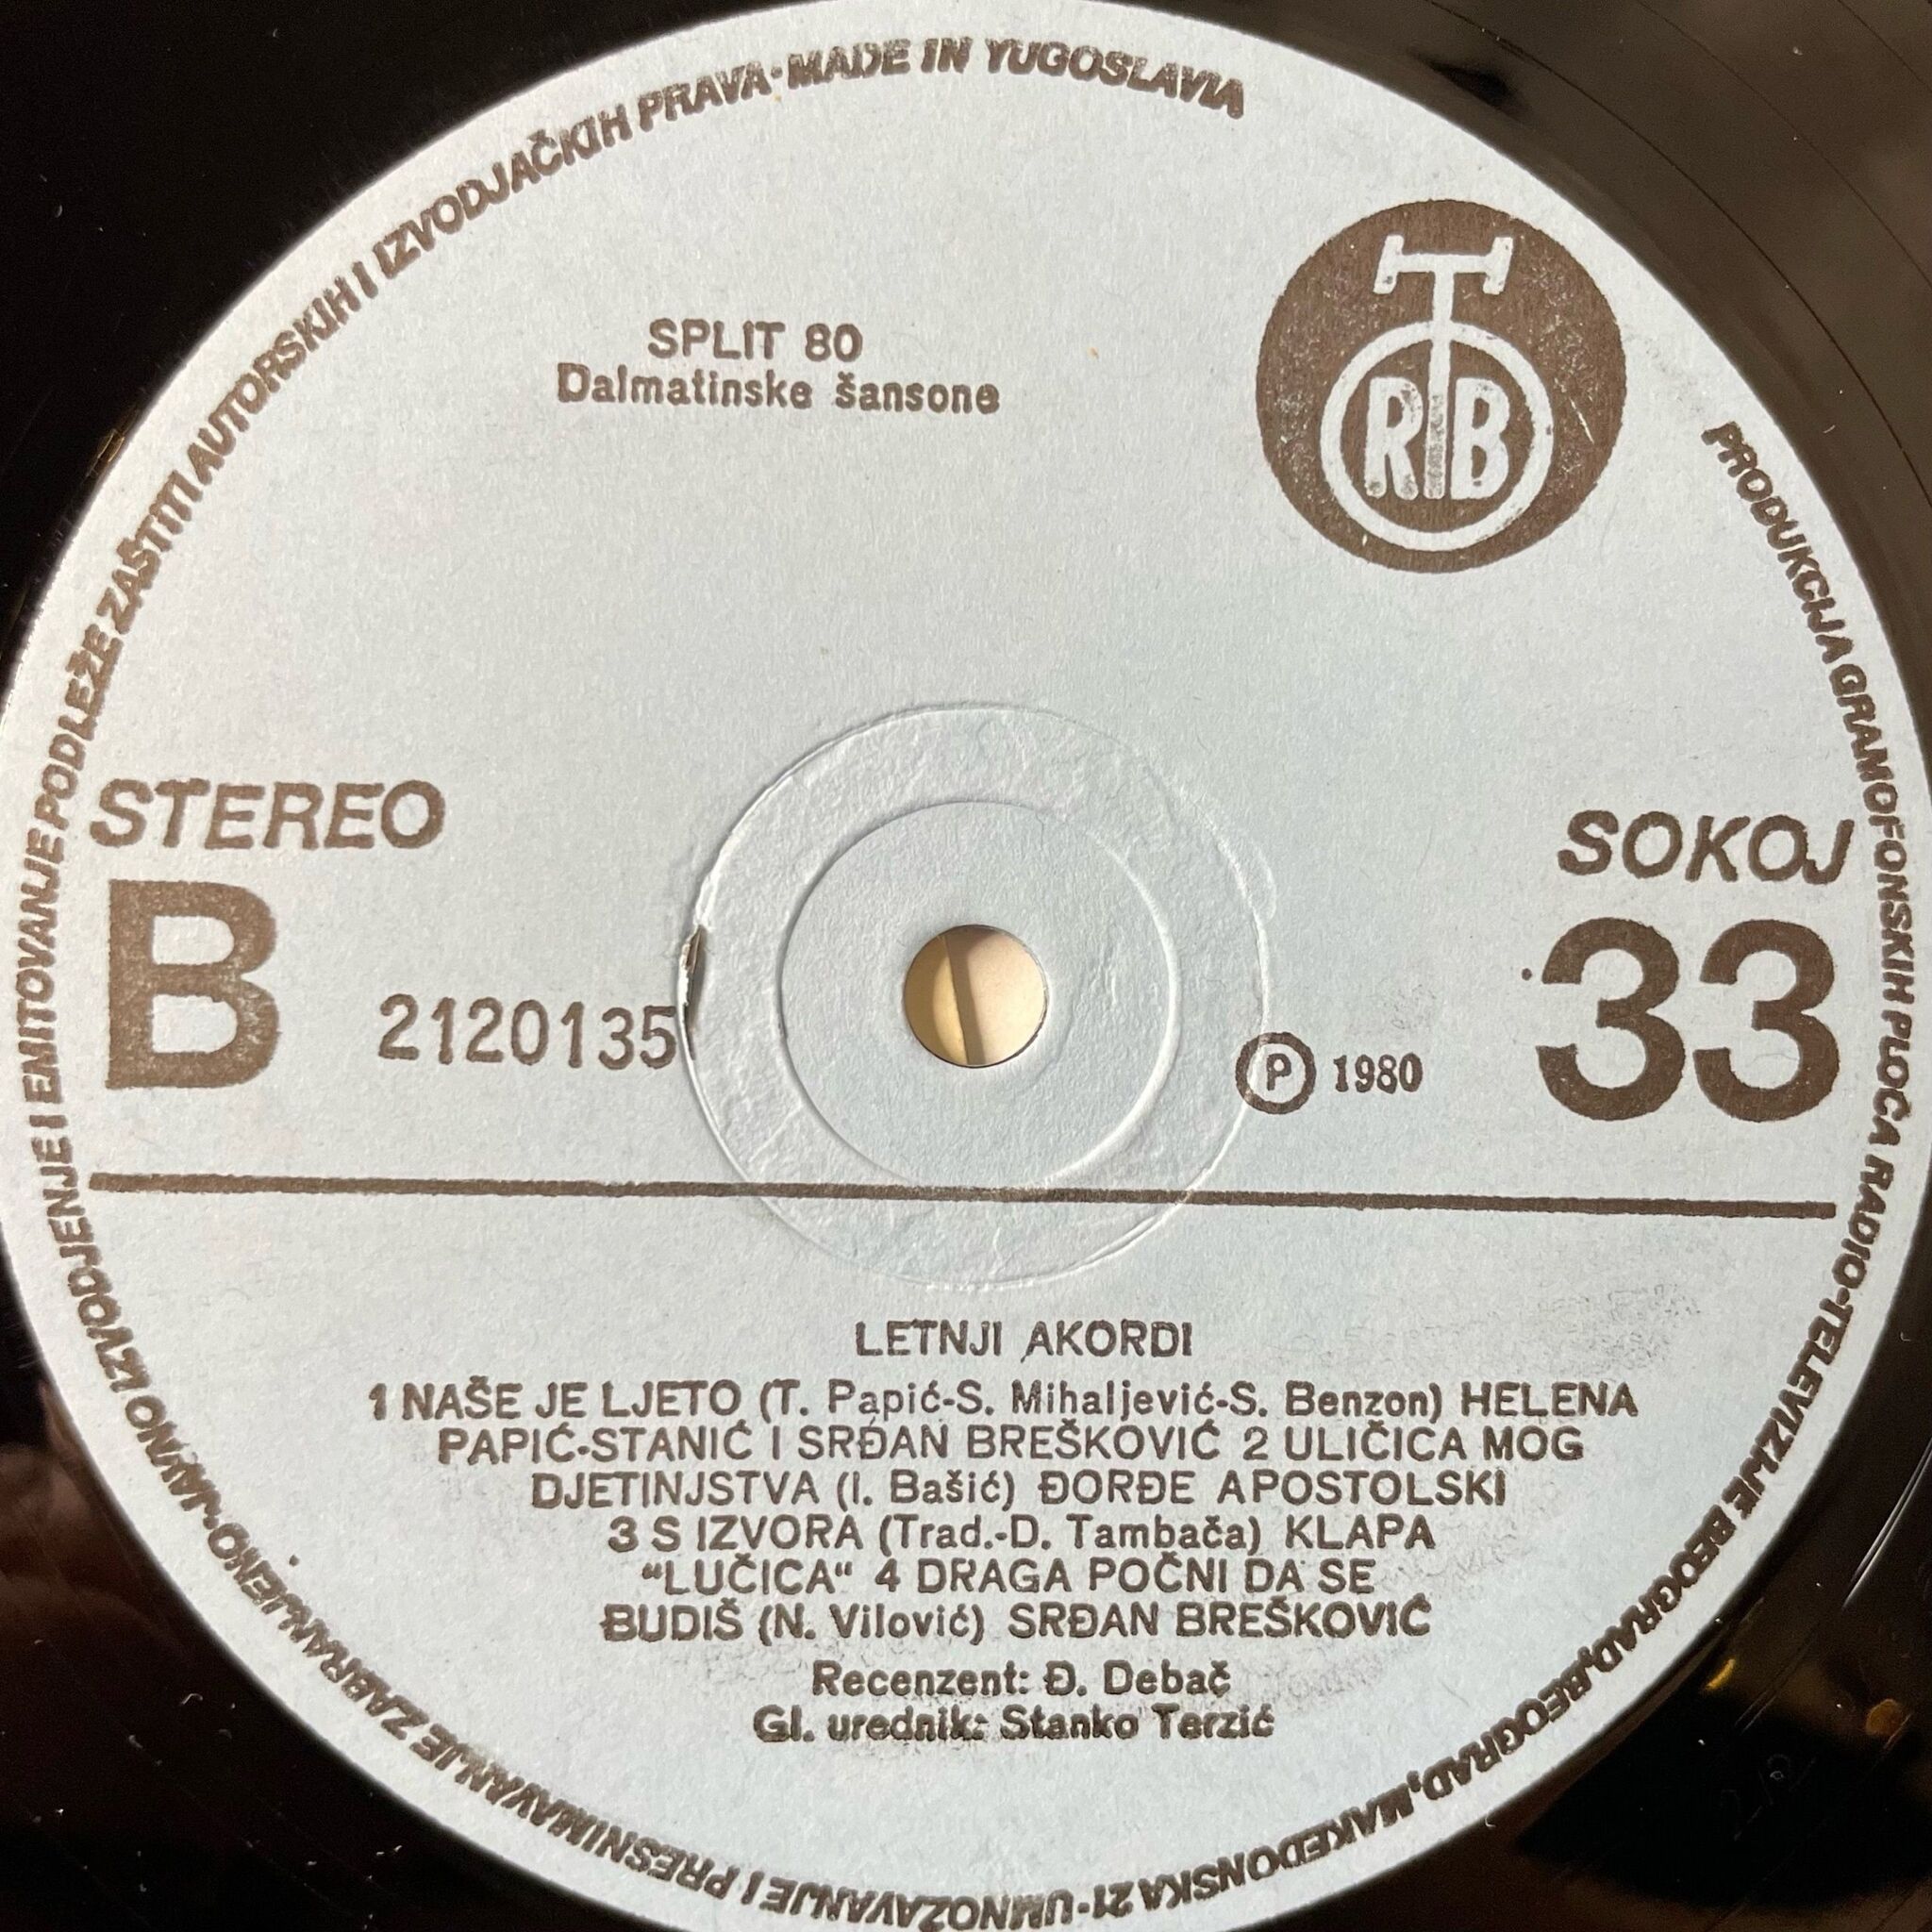 PRODUKCIJA GRAMOFONSKIH PLOČA RADIO-TELEVIZIJE BEOGRAD, BEOGRAD, MAKEDONSKA 21 · UMNOŽAVANJE I PRESNIMAVANJE ZABRANJENO · JAVNO IZVODJENJE I EMITOVANJE PODLEŽE ZAŠTITI AUTORSKIH I IZVODJAČKIH PRAVA · MADE IN YUGOSLAVIA
SPLIT 80
Dalmatinske šansone
RTB
STEREO
SOKOJ
B
2120135
Ⓟ 1980
33
LETNJI AKORDI
1 NAŠE JE LJETO (T. Papić-S. Mihaljević-S. Benzon) HELENA
PAPIĆ-STANIĆ I SRĐAN BREŠKOVIĆ 2 ULIČICA MOG
DJETINJSTVA (I. Bašić) ĐORĐE APOSTOLSKI
3 S IZVORA (Trad.-D. Tambača) KLAPA
“LUČICA“ 4 DRAGA POČNI DA SE
BUDIŠ (N. Vilović) SRĐAN BREŠKOVIĆ
Recenzent: Đ. Debač
Gl. urednik: Stanko Terzić